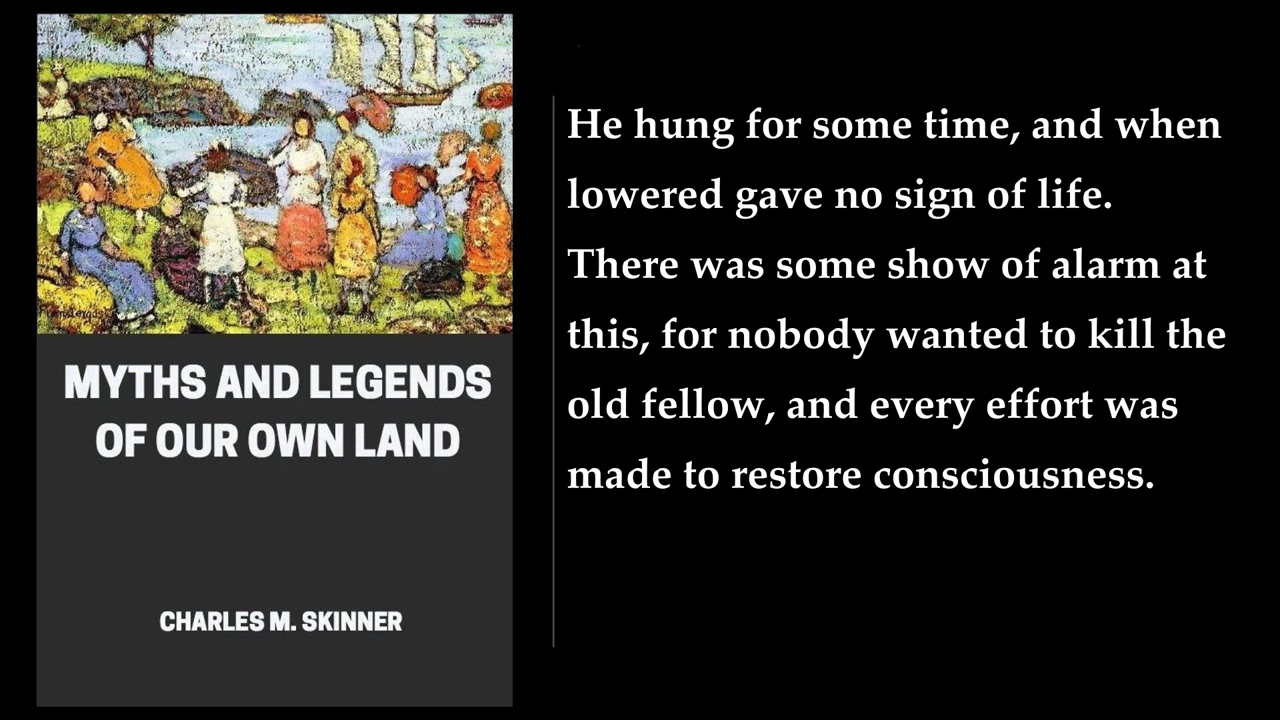 MYTHS AND LEGENDS
OF OUR OWN LAND
CHARLES M. SKINNER
He hung for some time, and when
lowered gave no sign of life.
There was some show of alarm at
this, for nobody wanted to kill the
old fellow, and every effort was
made to restore consciousness.